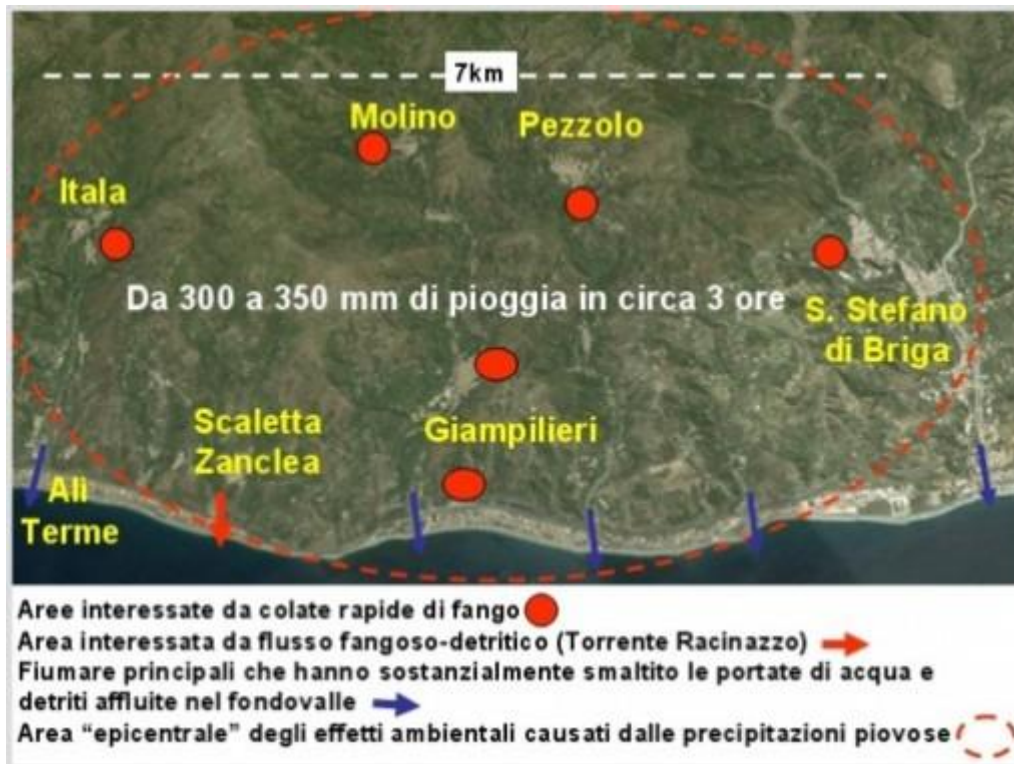 7km
Molino
Pezzolo
Itala
Da 300 a 350 mm di pioggia in circa 3 ore
S. Stefano
di Briga
Scaletta
Zanclea
Giampilieri
Alì
Terme
Aree interessate da colate rapide di fango
Area interessata da flusso fangoso-detritico (Torrente Racinazzo)
Fiumare principali che hanno sostanzialmente smaltito le portate di acqua e
detriti affluite nel fondovalle
Area “epicentrale” degli effetti ambientali causati dalle precipitazioni piovose